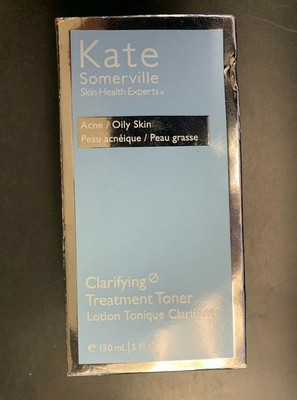 Kate
Somerville
Skin Health Experts
Acne / Oily Skin
Peau acnéique / Peau grasse
Clarifying
Treatment Toner
Lotion Tonique
℮ 150 mL | 5